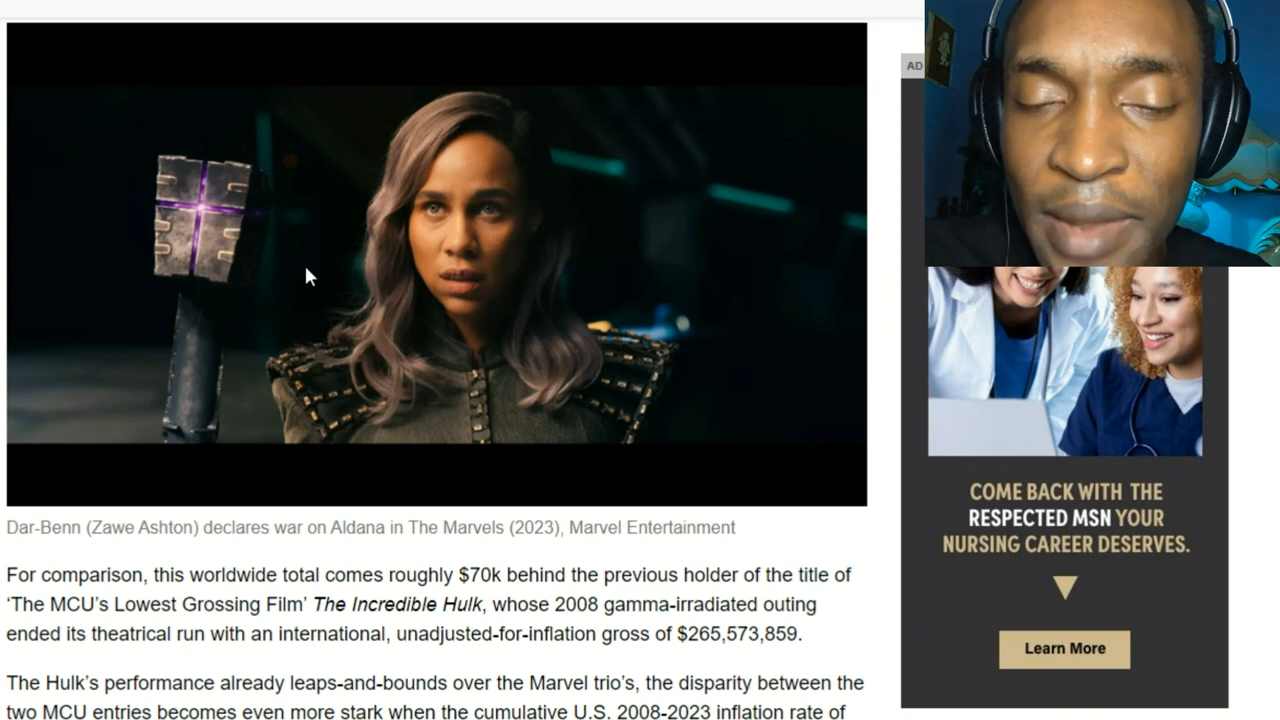 AD
Dar-Benn (Zawe Ashton) declares war on Aldana in The Marvels (2023), Marvel Entertainment
For comparison, this worldwide total comes roughly $70k behind the previous holder of the title of
‘The MCU’s Lowest Grossing Film’ The Incredible Hulk, whose 2008 gamma-irradiated outing
ended its theatrical run with an international, unadjusted-for-inflation gross of $265,573,859.
The Hulk’s performance already leaps-and-bounds over the Marvel trio’s, the disparity between the
two MCU entries becomes even more stark when the cumulative U.S. 2008-2023 inflation rate of
COME BACK WITH THE
RESPECTED MSN YOUR
NURSING CAREER DESERVES.
Learn More